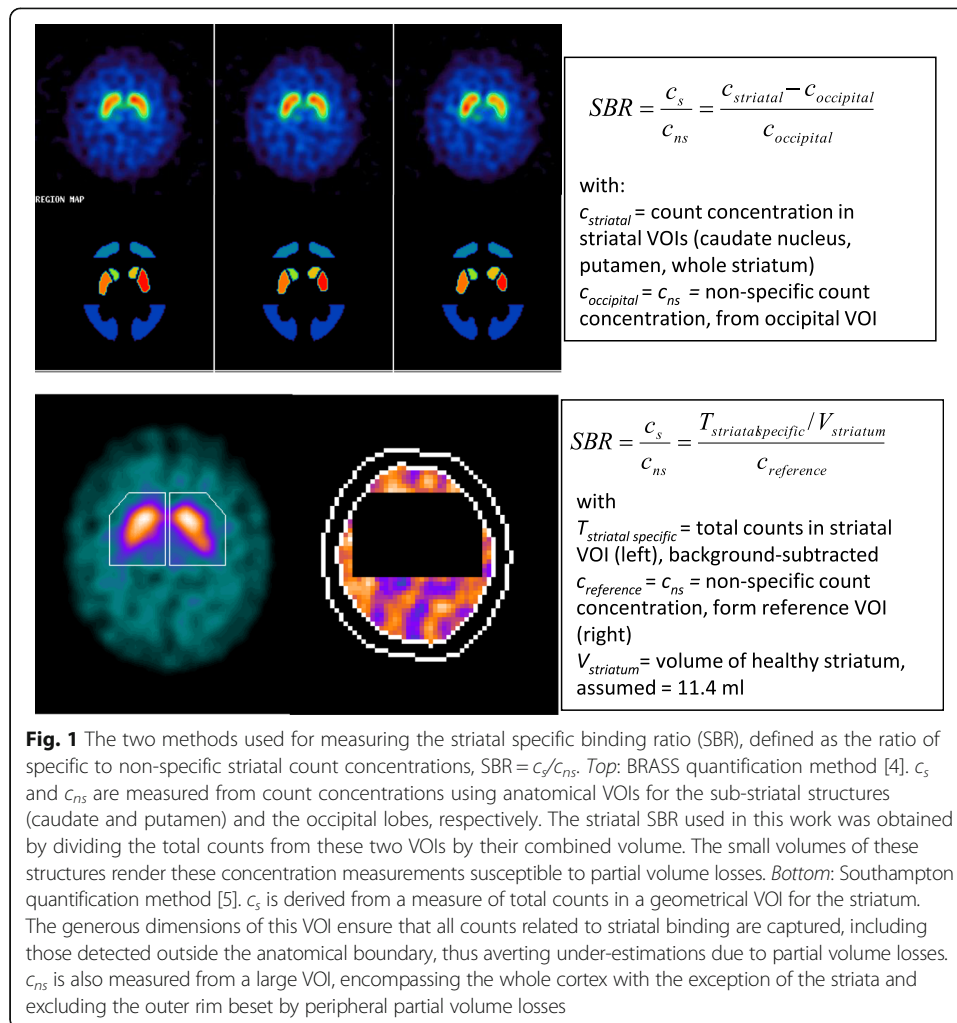 REGION MAP
SBR = c_s / c_ns = (c_striatal − c_occipital) / c_occipital
with:
c_striatal = count concentration in
striatal VOIs (caudate nucleus,
putamen, whole striatum)
c_occipital = c_ns = non-specific count
concentration, from occipital VOI
SBR = c_s / c_ns = (T_striatalspecific / V_striatum) / c_reference
with
T_striatal specific = total counts in striatal
VOI (left), background-subtracted
c_reference = c_ns = non-specific count
concentration, form reference VOI
(right)
V_striatum = volume of healthy striatum,
assumed = 11.4 ml
Fig. 1 The two methods used for measuring the striatal specific binding ratio (SBR), defined as the ratio of
specific to non-specific striatal count concentrations, SBR = c_s/c_ns. Top: BRASS quantification method [4]. c_s
and c_ns are measured from count concentrations using anatomical VOIs for the sub-striatal structures
(caudate and putamen) and the occipital lobes, respectively. The striatal SBR used in this work was obtained
by dividing the total counts from these two VOIs by their combined volume. The small volumes of these
structures render these concentration measurements susceptible to partial volume losses. Bottom: Southampton
quantification method [5]. c_s is derived from a measure of total counts in a geometrical VOI for the striatum.
The generous dimensions of this VOI ensure that all counts related to striatal binding are captured, including
those detected outside the anatomical boundary, thus averting under-estimations due to partial volume losses.
c_ns is also measured from a large VOI, encompassing the whole cortex with the exception of the striata and
excluding the outer rim beset by peripheral partial volume losses